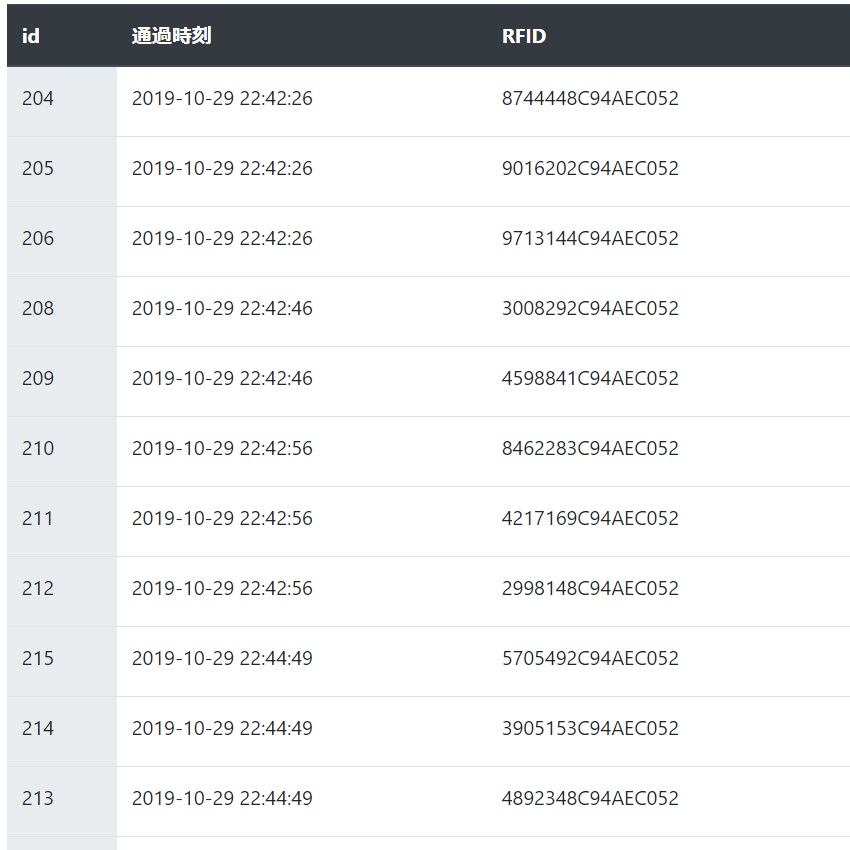 id 通過時刻 RFID
204 2019-10-29 22:42:26 8744448C94AEC052
205 2019-10-29 22:42:26 9016202C94AEC052
206 2019-10-29 22:42:26 9713144C94AEC052
208 2019-10-29 22:42:46 3008292C94AEC052
209 2019-10-29 22:42:46 4598841C94AEC052
210 2019-10-29 22:42:56 8462283C94AEC052
211 2019-10-29 22:42:56 4217169C94AEC052
212 2019-10-29 22:42:56 2998148C94AEC052
215 2019-10-29 22:44:49 5705492C94AEC052
214 2019-10-29 22:44:49 3905153C94AEC052
213 2019-10-29 22:44:49 4892348C94AEC052